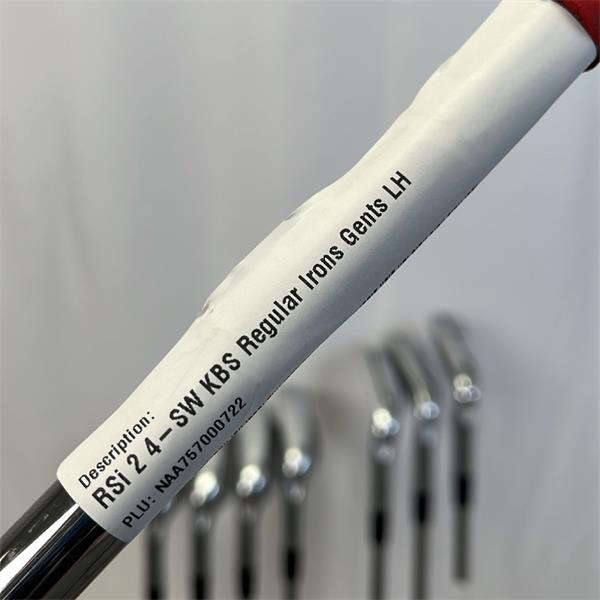 Description:
RSi 2 4-SW KBS Regular Irons Gents LH
PLU: NAA757000722